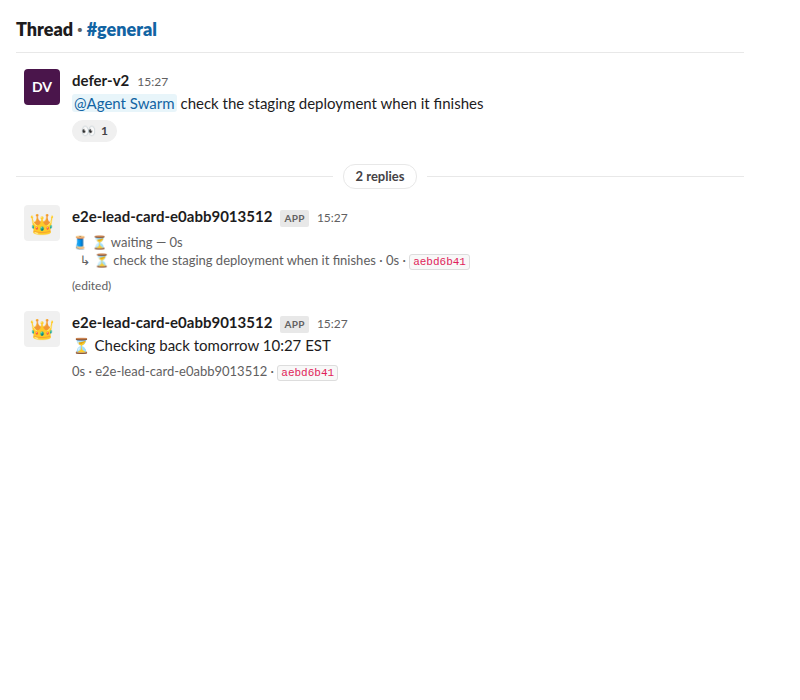 Thread • #general
DV
defer-v2 15:27
@Agent Swarm check the staging deployment when it finishes
👀 1
2 replies
e2e-lead-card-e0abb9013512 APP 15:27
🧵 ⏳ waiting — 0s
↳ ⏳ check the staging deployment when it finishes · 0s · aebd6b41
(edited)
e2e-lead-card-e0abb9013512 APP 15:27
⏳ Checking back tomorrow 10:27 EST
0s · e2e-lead-card-e0abb9013512 · aebd6b41